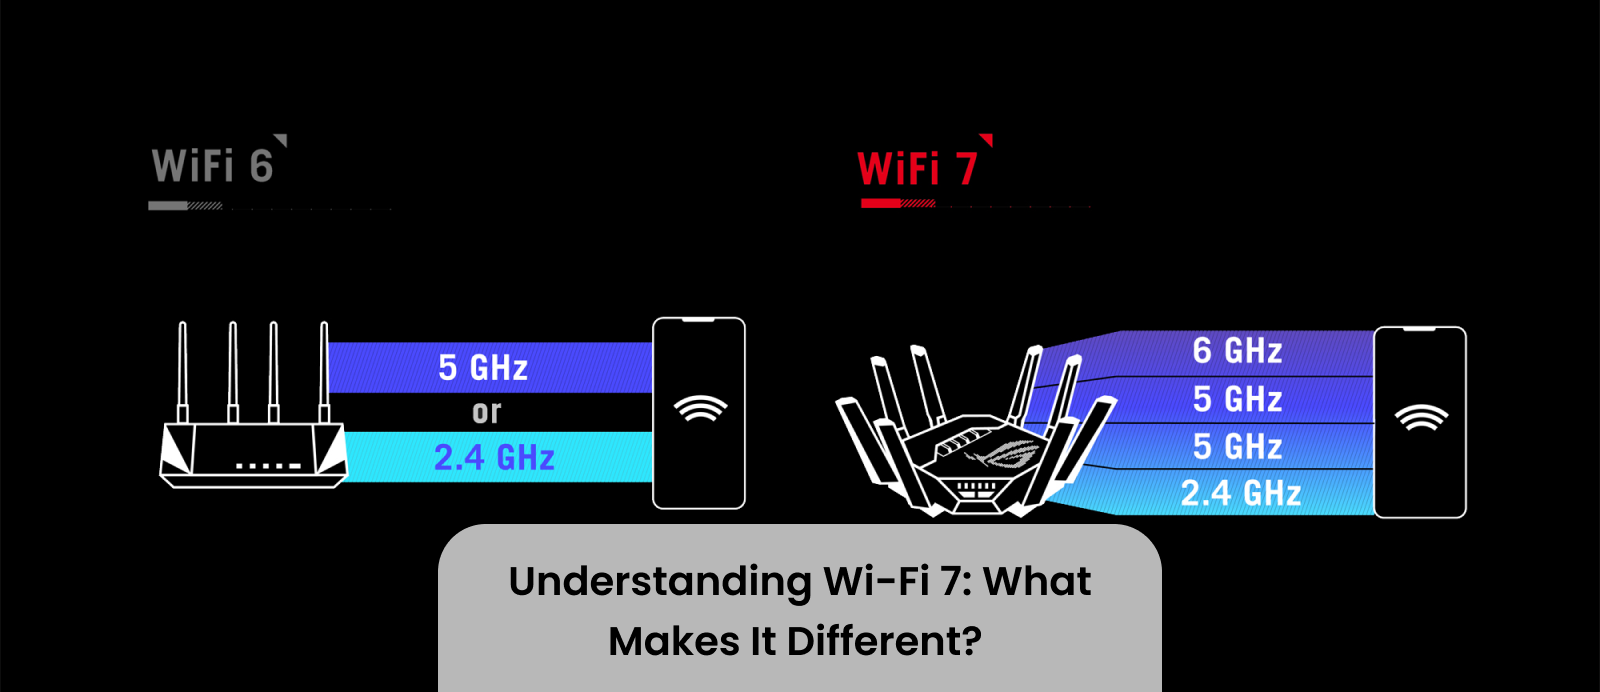 WiFi 6
WiFi 7
5 GHz
or
2.4 GHz
6 GHz
5 GHz
5 GHz
2.4 GHz
Understanding Wi-Fi 7: What
Makes It Different?